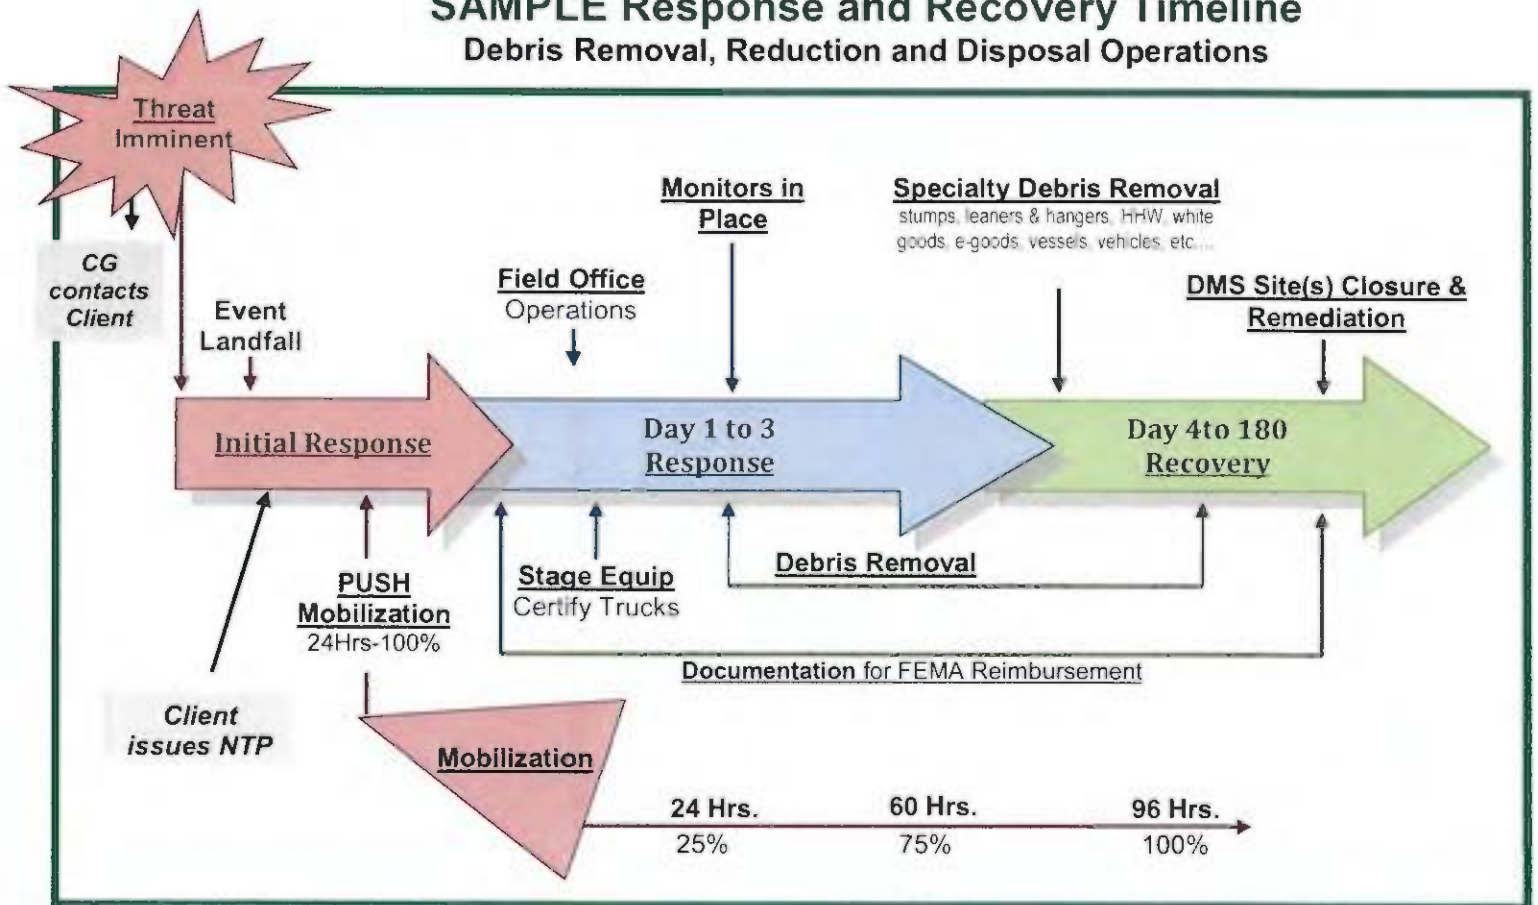 SAMPLE Response and Recovery Timeline
Debris Removal, Reduction and Disposal Operations
Threat
Imminent
CG
contacts
Client
Event
Landfall
Field Office
Operations
Monitors in
Place
Specialty Debris Removal
stumps, leaners & hangers, HHW, white
goods, e-goods, vessels, vehicles, etc....
DMS Site(s) Closure &
Remediation
Initial Response
Day 1 to 3
Response
Day 4to 180
Recovery
PUSH
Mobilization
24Hrs-100%
Stage Equip
Certify Trucks
Debris Removal
Documentation for FEMA Reimbursement
Client
issues NTP
Mobilization
24 Hrs.
60 Hrs.
96 Hrs.
25%
75%
100%